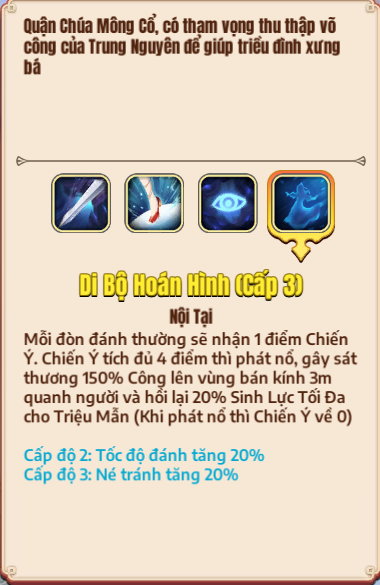 Quận Chúa Mông Cổ, có tham vọng thu thập võ
công của Trung Nguyên để giúp triều đình xưng
bá
Di Bộ Hoán Hình (Cấp 3)
Nội Tại
Mỗi đòn đánh thường sẽ nhận 1 điểm Chiến
Ý. Chiến Ý tích đủ 4 điểm thì phát nổ, gây sát
thương 150% Công lên vùng bán kính 3m
quanh người và hồi lại 20% Sinh Lực Tối Đa
cho Triệu Mẫn (Khi phát nổ thì Chiến Ý về 0)
Cấp độ 2: Tốc độ đánh tăng 20%
Cấp độ 3: Né tránh tăng 20%